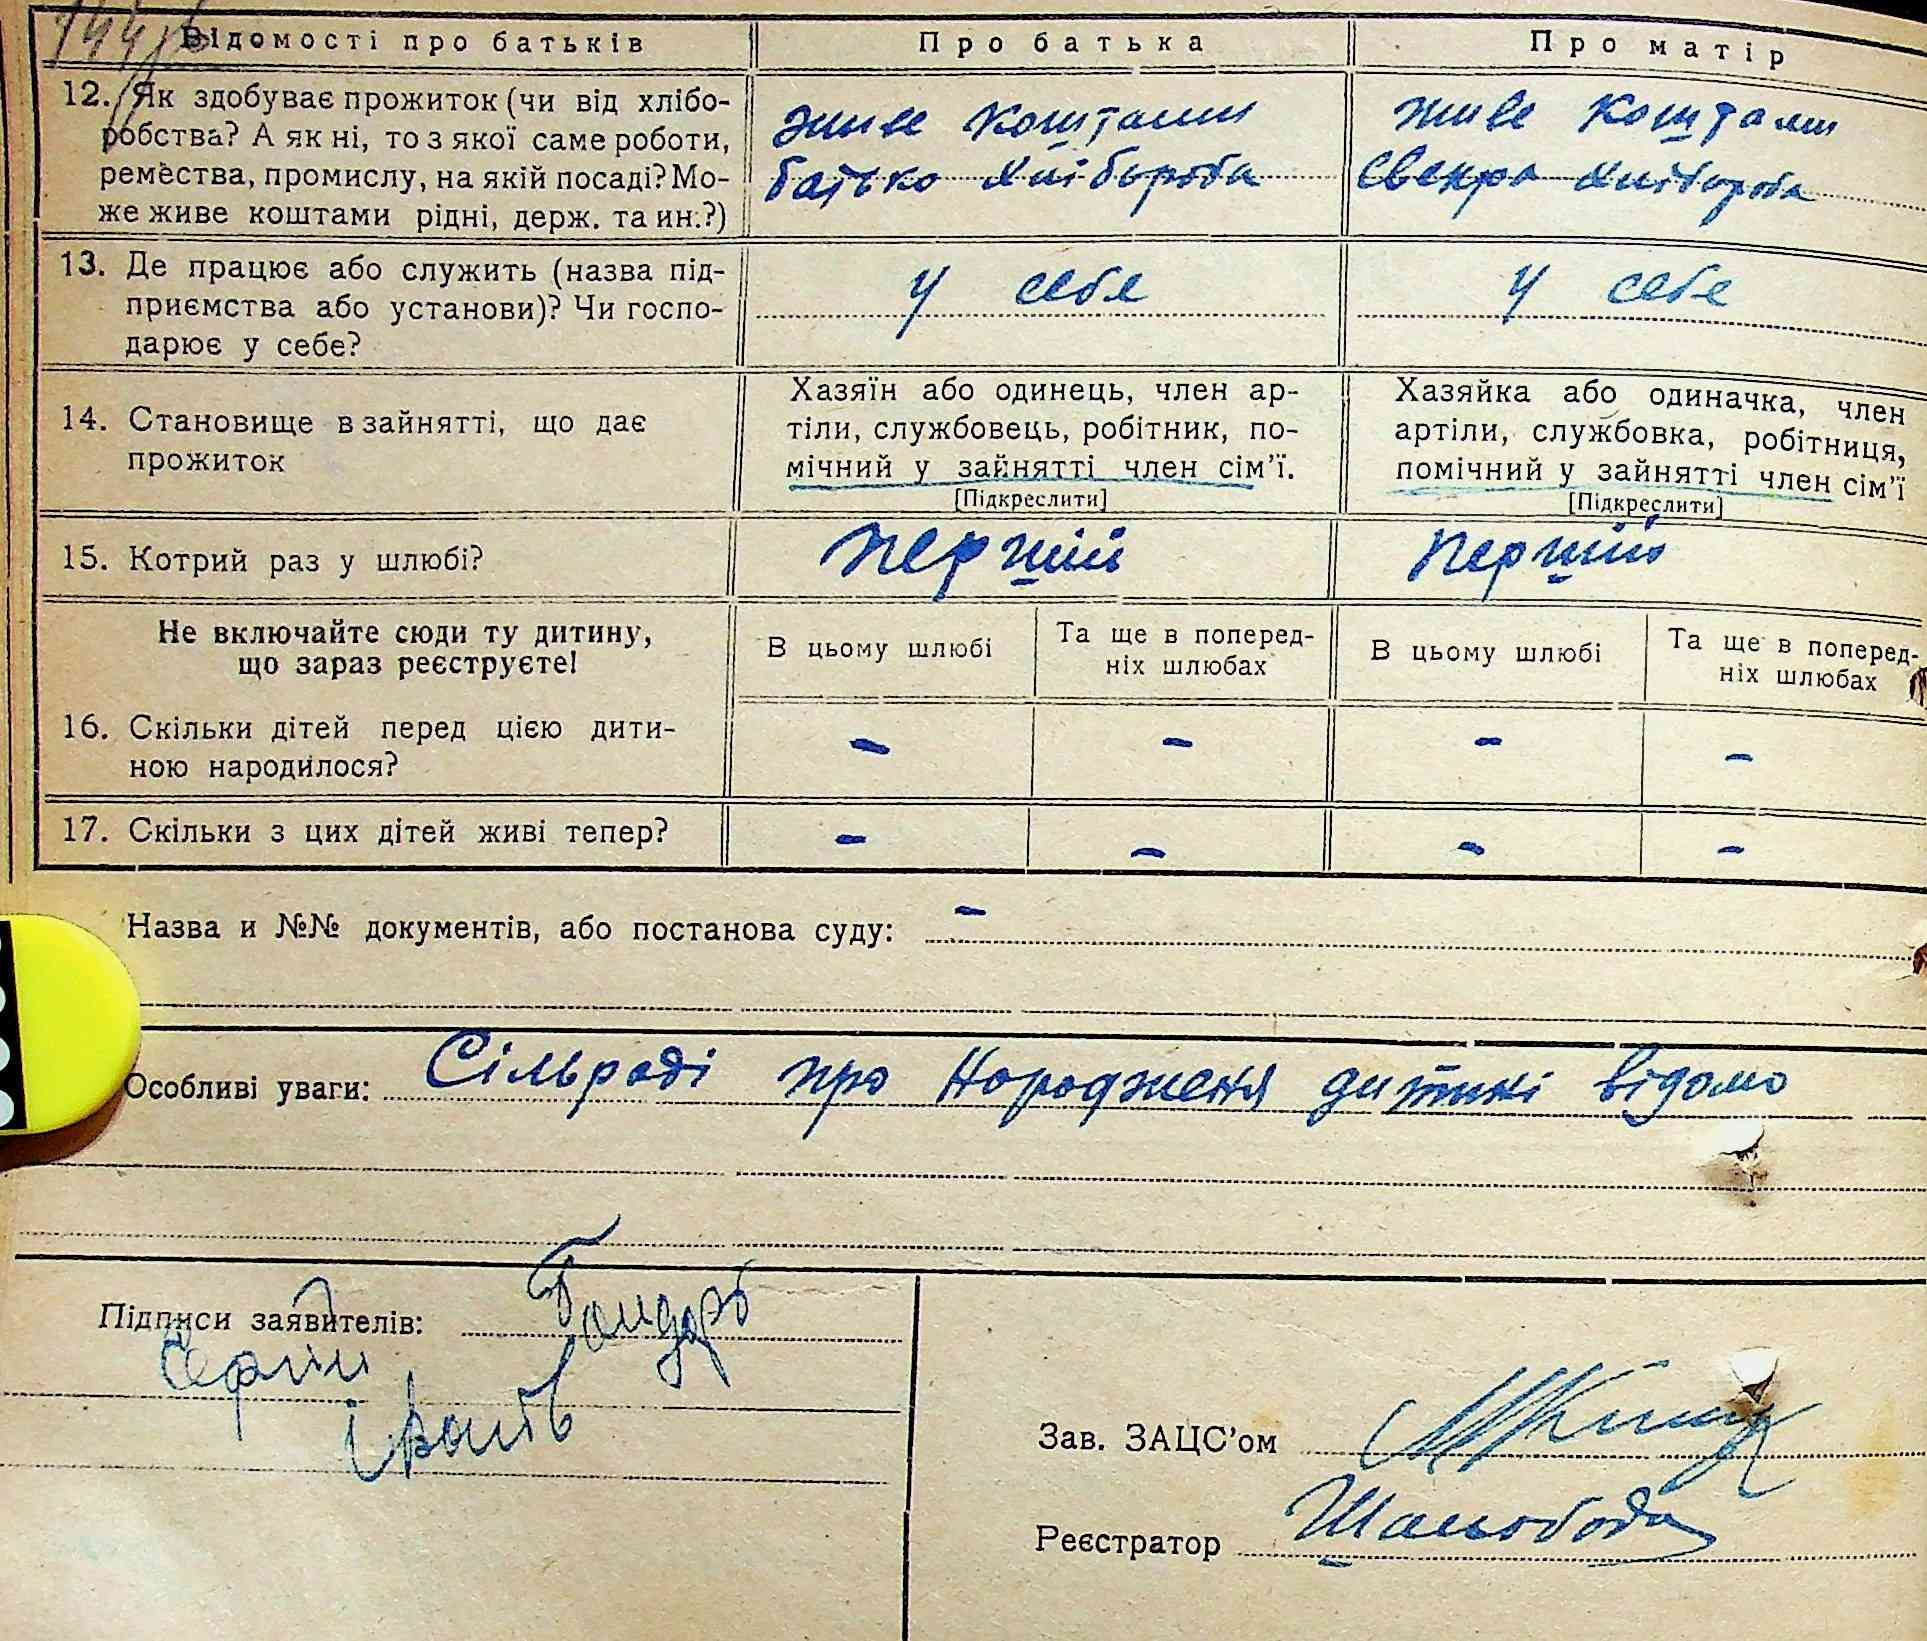 Відомості про батьків Про батька Про матір
12. Як здобуває прожиток (чи від хлібо-
робства? А як ні, то з якої саме роботи,
ремества, промислу, на якій посаді? Мо-
же живе коштами рідні, держ. та ин.?)
живе коштами
батько хлібороба
живе коштами
свекра хлібороба
13. Де працює або служить (назва під-
приємства або установи)? Чи госпо-
дарює у себе?
у себе
у себе
14. Становище в зайнятті, що дає
прожиток
Хазяїн або одинець, член ар-
тіли, службовець, робітник, по-
мічний у зайнятті член сім'ї.
[Підкреслити]
Хазяйка або одиначка, член
артіли, службовка, робітниця,
помічний у зайнятті член сім'ї
[Підкреслити]
15. Котрий раз у шлюбі?
перший
перший
Не включайте сюди ту дитину,
що зараз реєструєте!
В цьому шлюбі
Та ще в поперед-
ніх шлюбах
В цьому шлюбі
Та ще в поперед-
ніх шлюбах
16. Скільки дітей перед цією дити-
ною народилося?
- - - -
17. Скільки з цих дітей живі тепер?
- - - -
Назва и №№ документів, або постанова суду: -
Особливі уваги: Сільраді про народженя дитині відомо
Підписи заявителів: Бондарь
Сергій
Зав. ЗАЦС'ом
Реєстратор